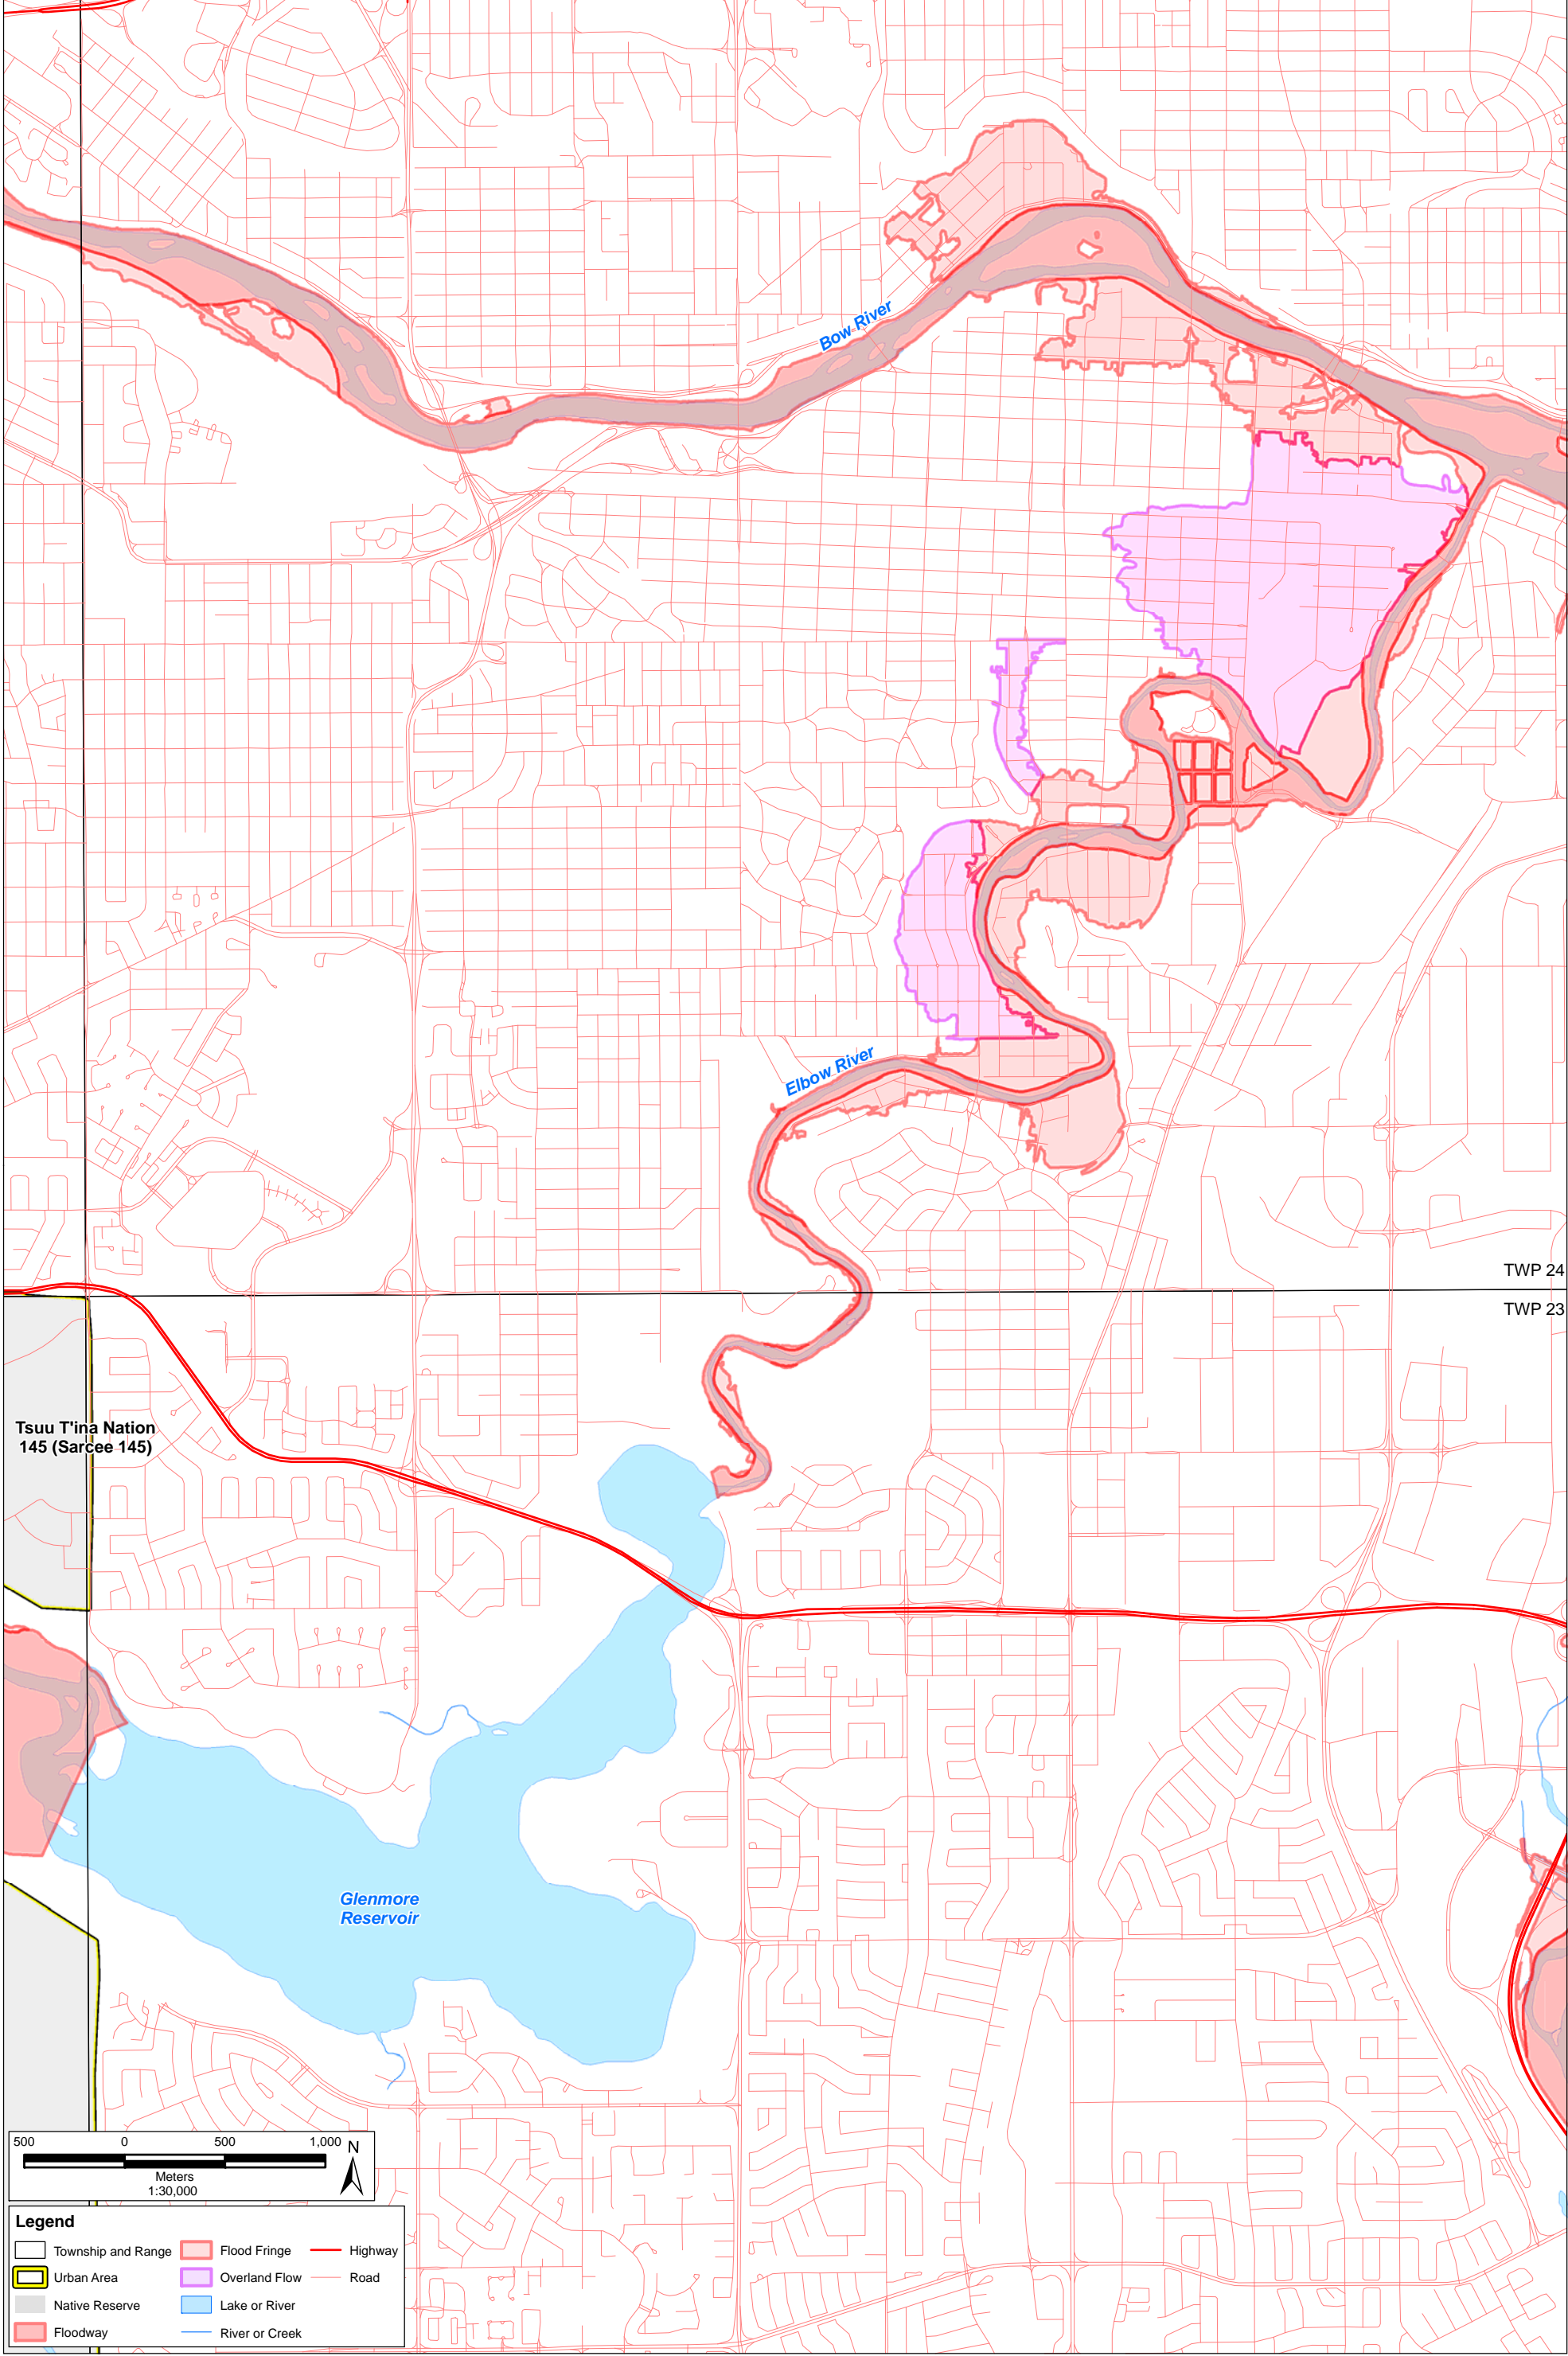 Bow River
Elbow River
TWP 24
TWP 23
Tsuu T'ina Nation
145 (Sarcee 145)
Glenmore
Reservoir
500 0 500 1,000 N
Meters
1:30,000
Legend
Township and Range Flood Fringe Highway
Urban Area Overland Flow Road
Native Reserve Lake or River
Floodway River or Creek